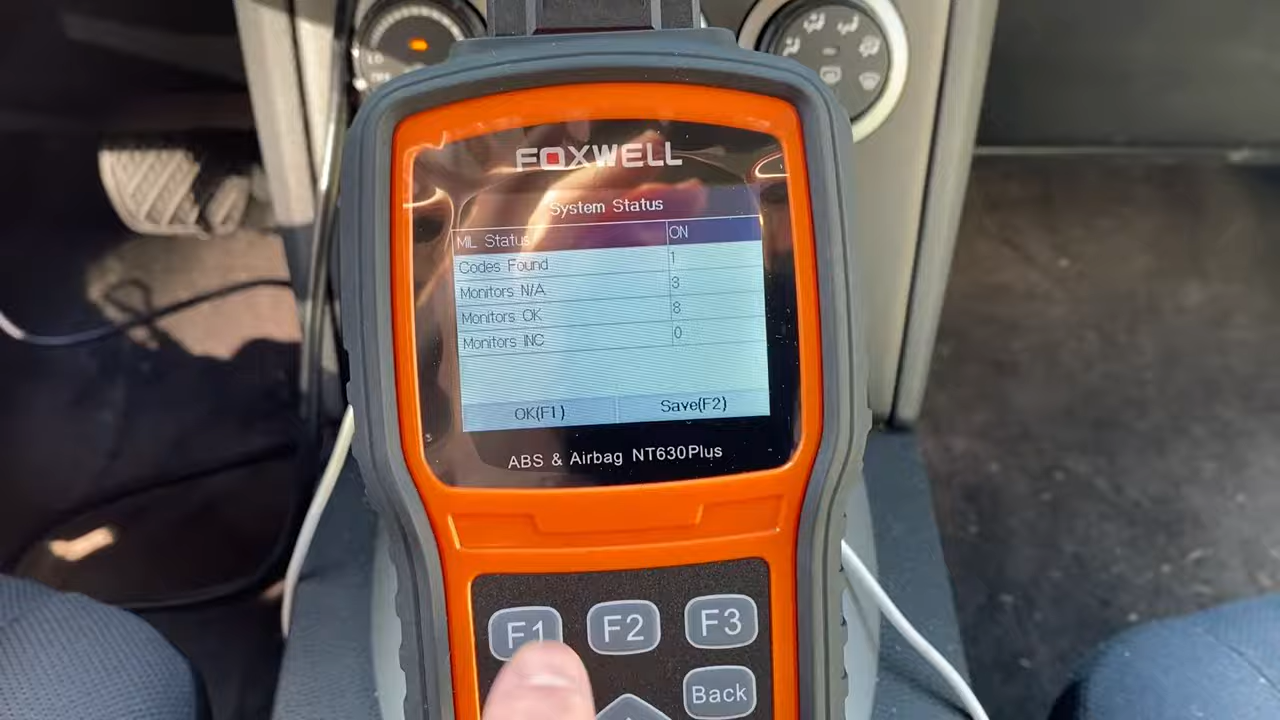 LO
FOXWELL
System Status
MIL Status ON
Codes Found 1
Monitors N/A 3
Monitors OK 8
Monitors INC 0
OK(F1) Save(F2)
ABS & Airbag NT630Plus
F1 F2 F3
Back